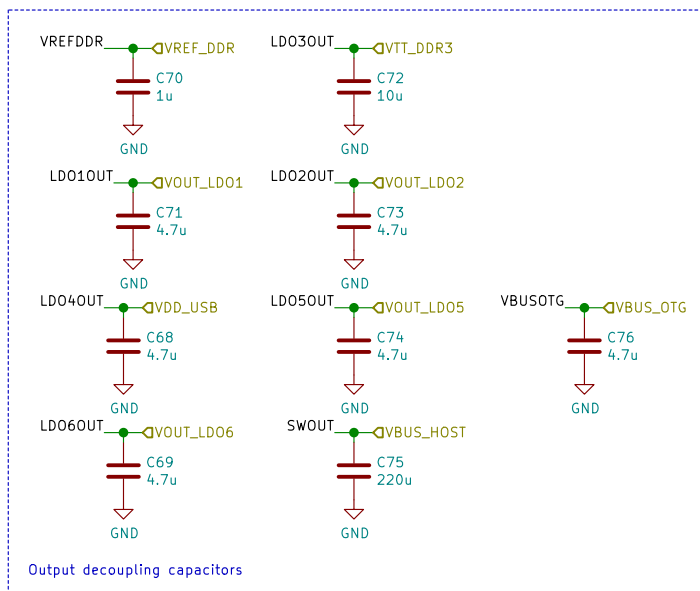 VREFDDR
VREF_DDR
C70
1u
GND
LDO3OUT
VTT_DDR3
C72
10u
GND
LDO1OUT
VOUT_LDO1
C71
4.7u
GND
LDO2OUT
VOUT_LDO2
C73
4.7u
GND
LDO4OUT
VDD_USB
C68
4.7u
GND
LDO5OUT
VOUT_LDO5
C74
4.7u
GND
VBUSOTG
VBUS_OTG
C76
4.7u
GND
LDO6OUT
VOUT_LDO6
C69
4.7u
GND
SWOUT
VBUS_HOST
C75
220u
GND
Output decoupling capacitors